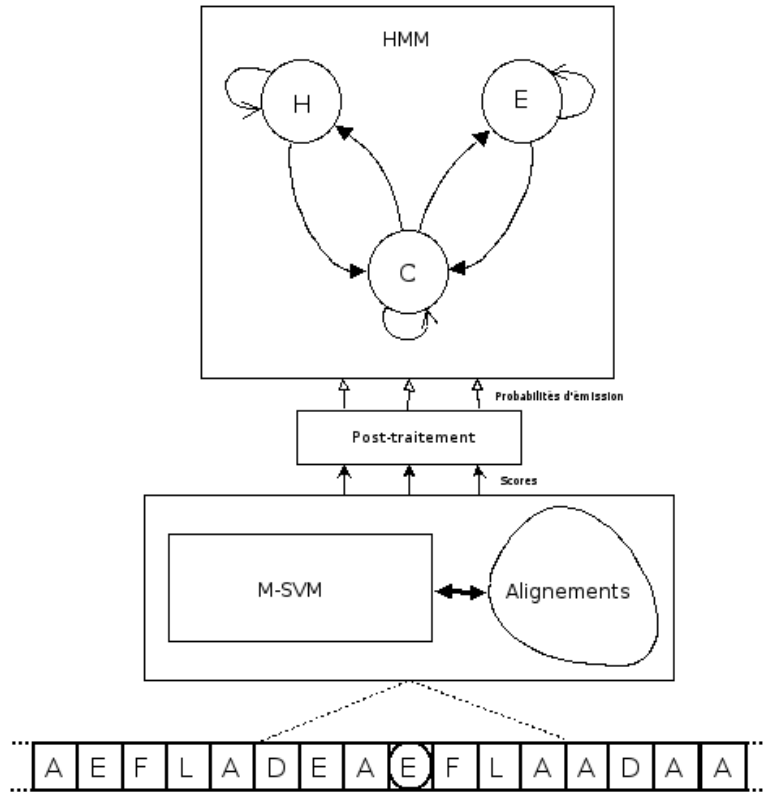 HMM
H E
C
Probabilités d'émission
Post-traitement
Scores
M-SVM Alignements
A E F L A D E A E F L A A D A A